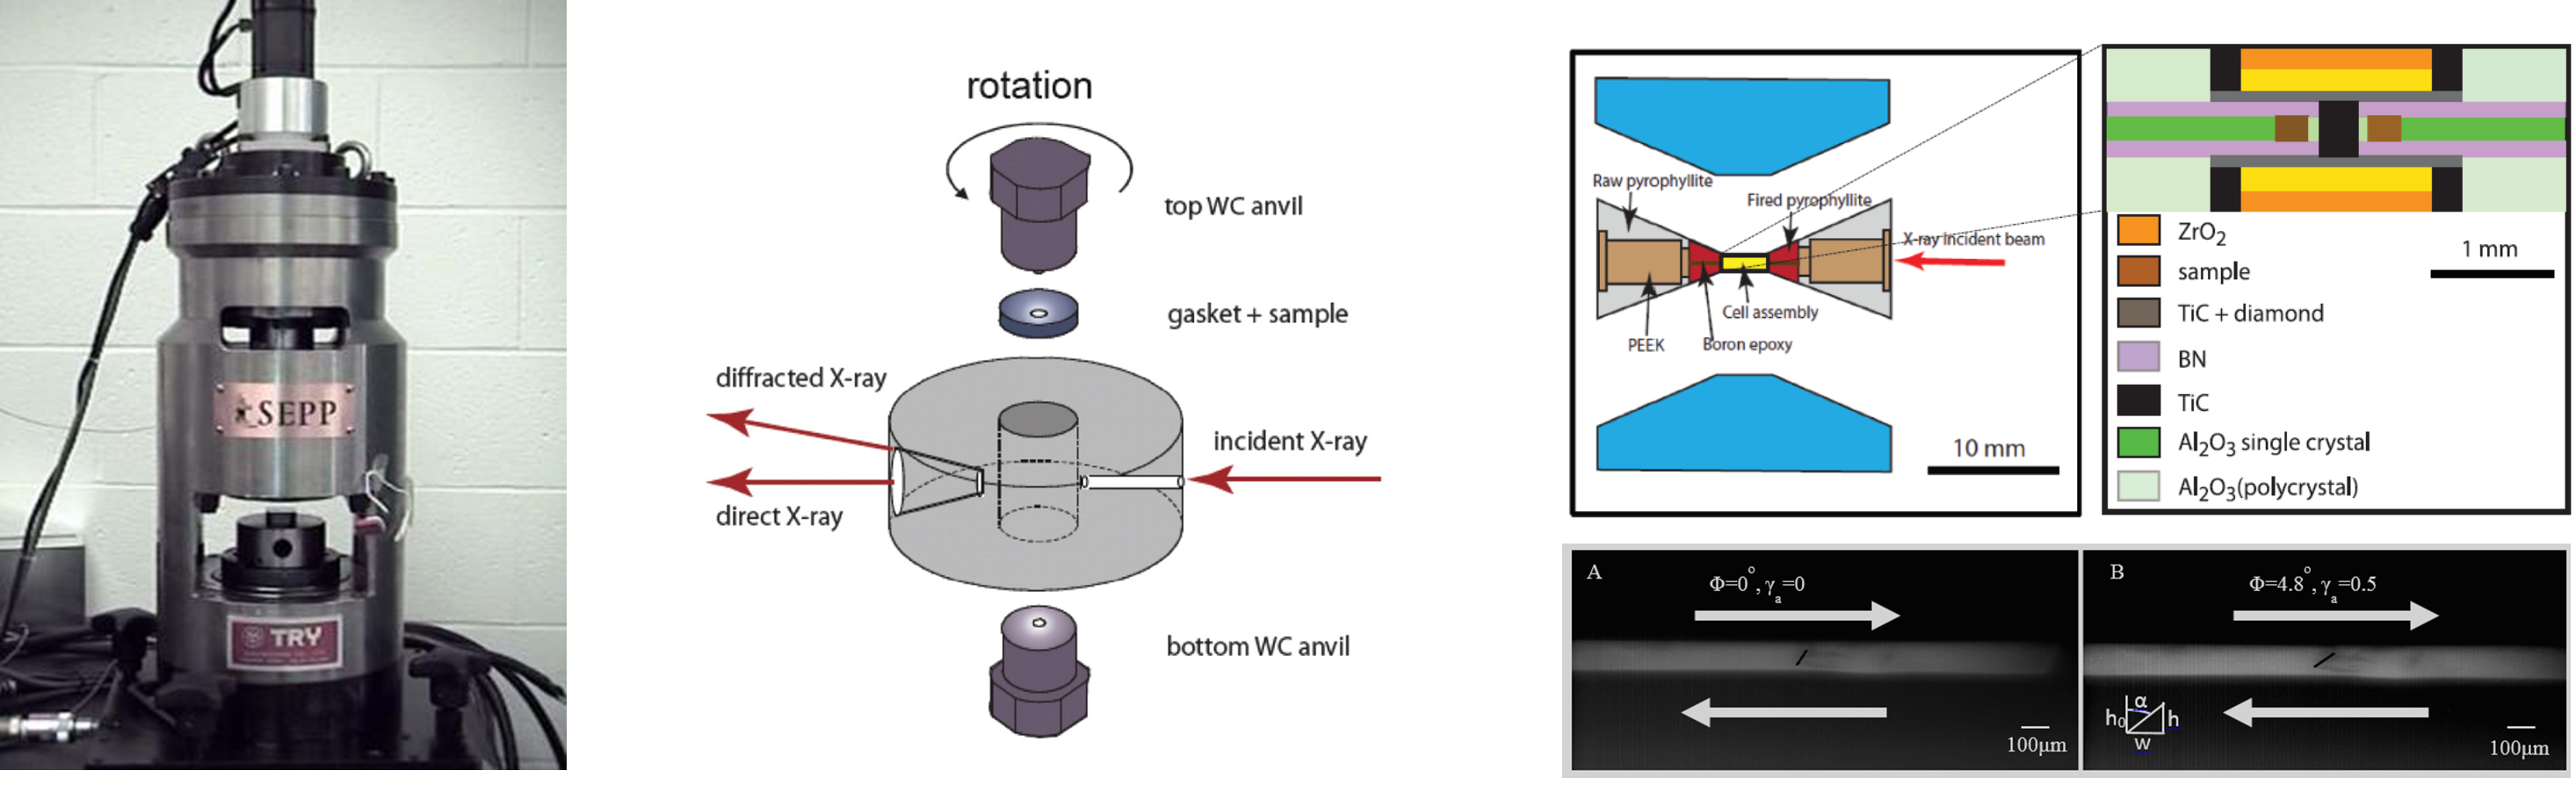 SEPP
TRY
rotation
top WC anvil
gasket + sample
diffracted X-ray
incident X-ray
direct X-ray
bottom WC anvil
Raw pyrophyllite
Fired pyrophyllite
X-ray incident beam
Cell assembly
PEEK
Boron epoxy
10 mm
ZrO₂
1 mm
sample
TiC + diamond
BN
TiC
Al₂O₃ single crystal
Al₂O₃(polycrystal)
A
Φ=0°, γₐ=0
100μm
B
Φ=4.8°, γₐ=0.5
h₀ α h
w
100μm